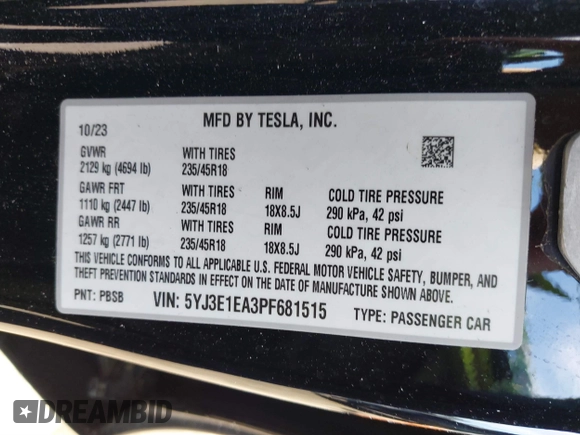 MFD BY TESLA, INC.
10/23
GVWR WITH TIRES
2129 kg (4694 lb) 235/45R18
GAWR FRT WITH TIRES RIM COLD TIRE PRESSURE
1110 kg (2447 lb) 235/45R18 18X8.5J 290 kPa, 42 psi
GAWR RR WITH TIRES RIM COLD TIRE PRESSURE
1257 kg (2771 lb) 235/45R18 18X8.5J 290 kPa, 42 psi
THIS VEHICLE CONFORMS TO ALL APPLICABLE U.S. FEDERAL MOTOR VEHICLE SAFETY, BUMPER, AND
THEFT PREVENTION STANDARDS IN EFFECT ON THE DATE OF MANUFACTURE SHOWN ABOVE.
PNT: PBSB VIN: 5YJ3E1EA3PF681515 TYPE: PASSENGER CAR
DREAMBID